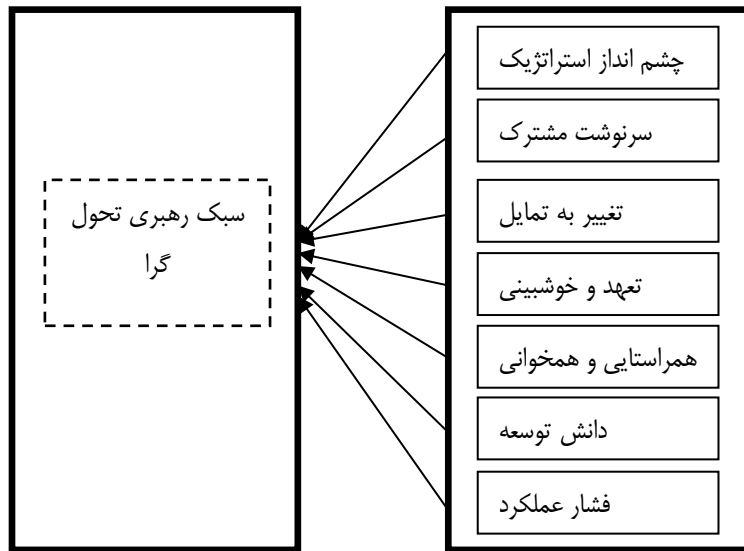 چشم انداز استراتژیک
سرنوشت مشترک
تغییر به تمایل
تعهد و خوشبینی
همراستایی و همخوانی
دانش توسعه
فشار عملکرد
سبک رهبری تحول
گرا